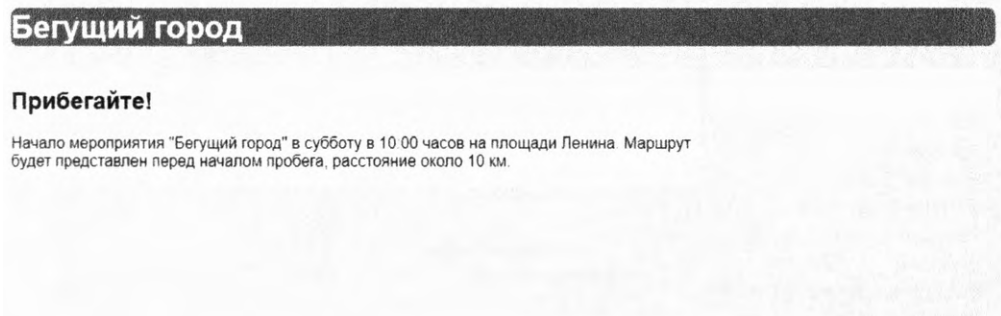 Бегущий город
Прибегайте!
Начало мероприятия "Бегущий город" в субботу в 10:00 часов на площади Ленина. Маршрут
будет представлен перед началом пробега, расстояние около 10 км.